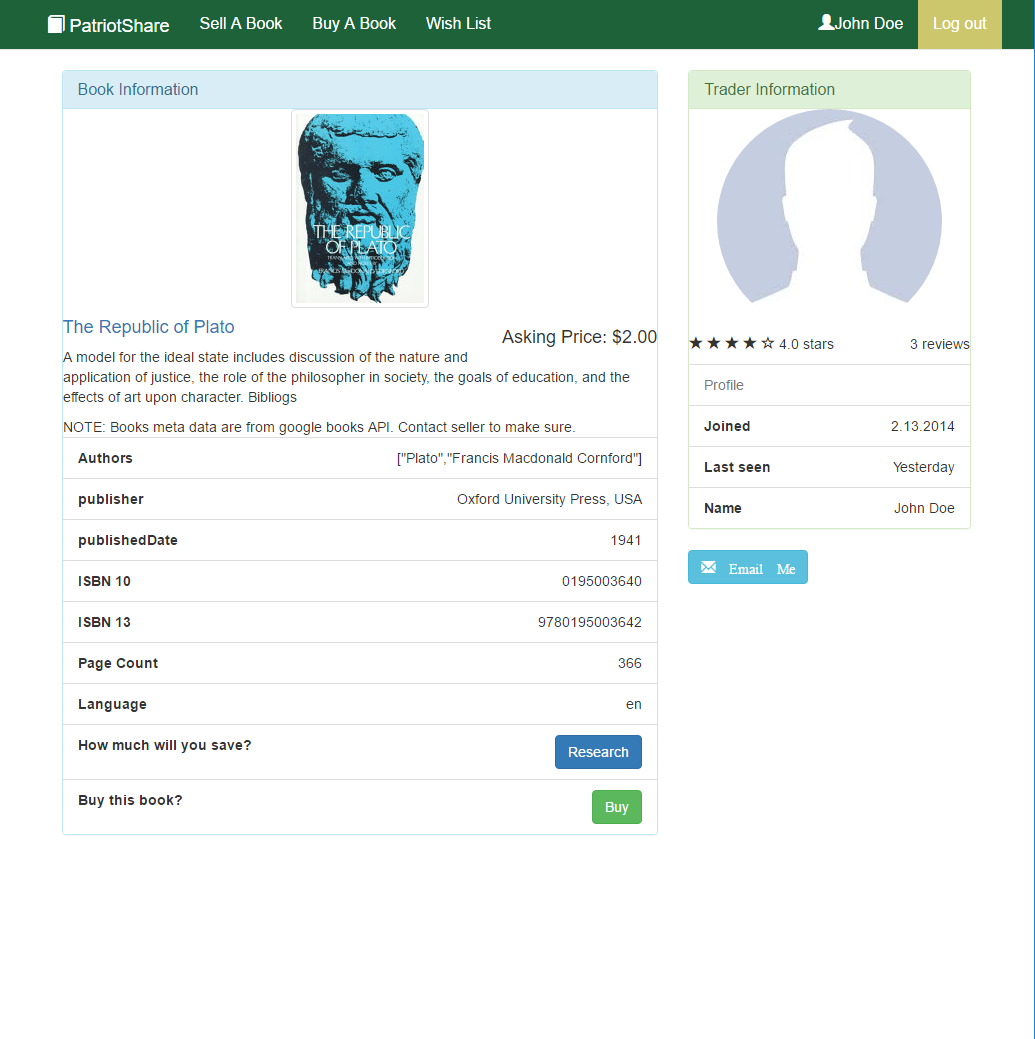 PatriotShare Sell A Book Buy A Book Wish List John Doe Log out
Book Information
THE REPUBLIC
OF PLATO
The Republic of Plato
Asking Price: $2.00
A model for the ideal state includes discussion of the nature and
application of justice, the role of the philosopher in society, the goals of education, and the
effects of art upon character. Bibliogs
NOTE: Books meta data are from google books API. Contact seller to make sure.
Authors ["Plato","Francis Macdonald Cornford"]
publisher Oxford University Press, USA
publishedDate 1941
ISBN 10 0195003640
ISBN 13 9780195003642
Page Count 366
Language en
How much will you save? Research
Buy this book? Buy
Trader Information
4.0 stars 3 reviews
Profile
Joined 2.13.2014
Last seen Yesterday
Name John Doe
Email Me